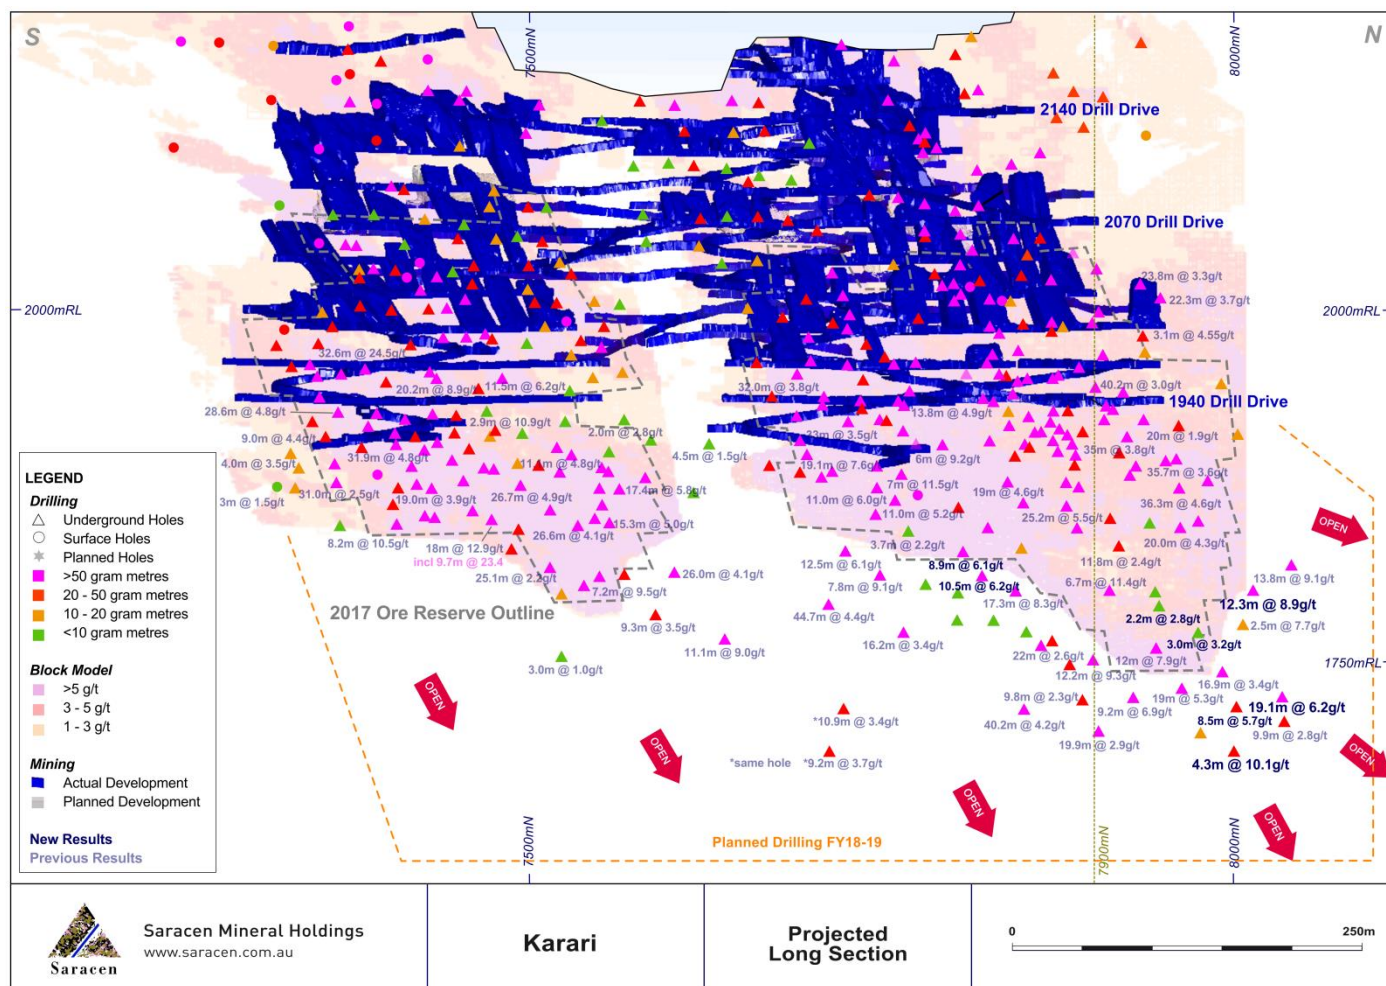 S
N
7500mN
8000mN
2140 Drill Drive
2070 Drill Drive
23.8m @ 3.3g/t
22.3m @ 3.7g/t
2000mRL
2000mRL
3.1m @ 4.55g/t
32.6m @ 24.5g/t
20.2m @ 8.9g/t
11.5m @ 6.2g/t
32.0m @ 3.8g/t
40.2m @ 3.0g/t
1940 Drill Drive
28.6m @ 4.8g/t
13.8m @ 4.9g/t
2.9m @ 10.9g/t
9.0m @ 4.4g/t
2.0m @ 2.8g/t
23m @ 3.5g/t
20m @ 1.9g/t
4.5m @ 1.5g/t
6m @ 9.2g/t
35m @ 3.8g/t
31.9m @ 4.8g/t
4.0m @ 3.5g/t
19.1m @ 7.6g/t
35.7m @ 3.6g/t
7m @ 11.5g/t
31.0m @ 2.5g/t
19.0m @ 3.9g/t
26.7m @ 4.9g/t
17.4m @ 5.8g/t
19m @ 4.6g/t
3m @ 1.5g/t
11.0m @ 6.0g/t
36.3m @ 4.6g/t
11.0m @ 5.2g/t
25.2m @ 5.5g/t
15.3m @ 5.0g/t
8.2m @ 10.5g/t
26.6m @ 4.1g/t
18m @ 12.9g/t
incl 9.7m @ 23.4
3.7m @ 2.2g/t
20.0m @ 4.3g/t
OPEN
12.5m @ 6.1g/t
8.9m @ 6.1g/t
11.8m @ 2.4g/t
25.1m @ 2.2g/t
26.0m @ 4.1g/t
7.8m @ 9.1g/t
10.5m @ 6.2g/t
6.7m @ 11.4g/t
13.8m @ 9.1g/t
7.2m @ 9.5g/t
17.3m @ 8.3g/t
12.3m @ 8.9g/t
2017 Ore Reserve Outline
44.7m @ 4.4g/t
2.2m @ 2.8g/t
9.3m @ 3.5g/t
2.5m @ 7.7g/t
11.1m @ 9.0g/t
16.2m @ 3.4g/t
3.0m @ 3.2g/t
22m @ 2.6g/t
12m @ 7.9g/t
1750mRL
3.0m @ 1.0g/t
12.2m @ 9.3g/t
16.9m @ 3.4g/t
OPEN
9.8m @ 2.3g/t
19m @ 5.3g/t
9.2m @ 6.9g/t
19.1m @ 6.2g/t
*10.9m @ 3.4g/t
40.2m @ 4.2g/t
8.5m @ 5.7g/t
9.9m @ 2.8g/t
19.9m @ 2.9g/t
OPEN
OPEN
*same hole
*9.2m @ 3.7g/t
4.3m @ 10.1g/t
OPEN
OPEN
Planned Drilling FY18-19
7500mN
7900mN
8000mN
LEGEND
Drilling
Underground Holes
Surface Holes
Planned Holes
>50 gram metres
20 - 50 gram metres
10 - 20 gram metres
<10 gram metres
Block Model
>5 g/t
3 - 5 g/t
1 - 3 g/t
Mining
Actual Development
Planned Development
New Results
Previous Results
Saracen
Saracen Mineral Holdings
www.saracen.com.au
Karari
Projected
Long Section
0
250m